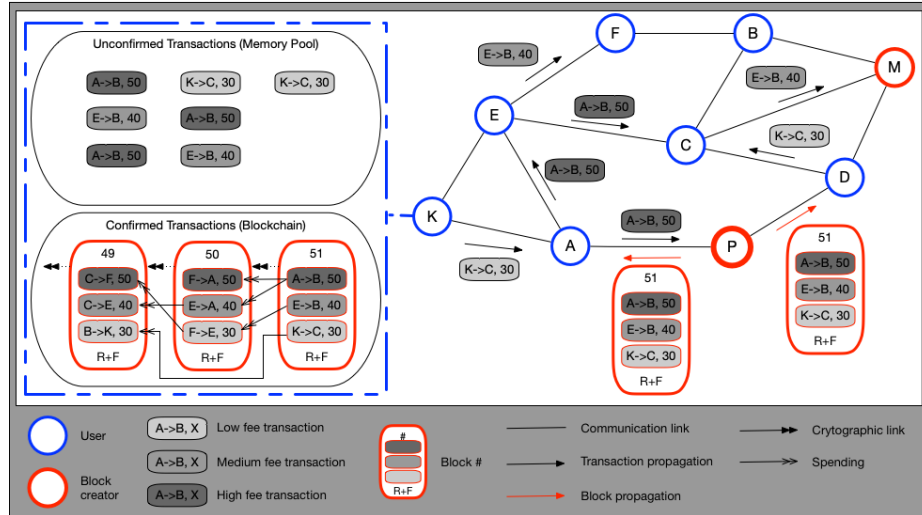 Unconfirmed Transactions (Memory Pool)
A->B, 50
K->C, 30
K->C, 30
E->B, 40
A->B, 50
A->B, 50
E->B, 40
Confirmed Transactions (Blockchain)
49
50
51
C->F, 50
F->A, 50
A->B, 50
C->E, 40
E->A, 40
E->B, 40
B->K, 30
F->E, 30
K->C, 30
R+F
R+F
R+F
F
B
M
E->B, 40
E->B, 40
E
A->B, 50
C
K->C, 30
D
A->B, 50
K
A
P
A->B, 50
K->C, 30
51
A->B, 50
E->B, 40
K->C, 30
R+F
51
A->B, 50
E->B, 40
K->C, 30
R+F
User
Block
creator
A->B, X
Low fee transaction
A->B, X
Medium fee transaction
A->B, X
High fee transaction
#
R+F
Block #
Communication link
Transaction propagation
Block propagation
Crytographic link
Spending